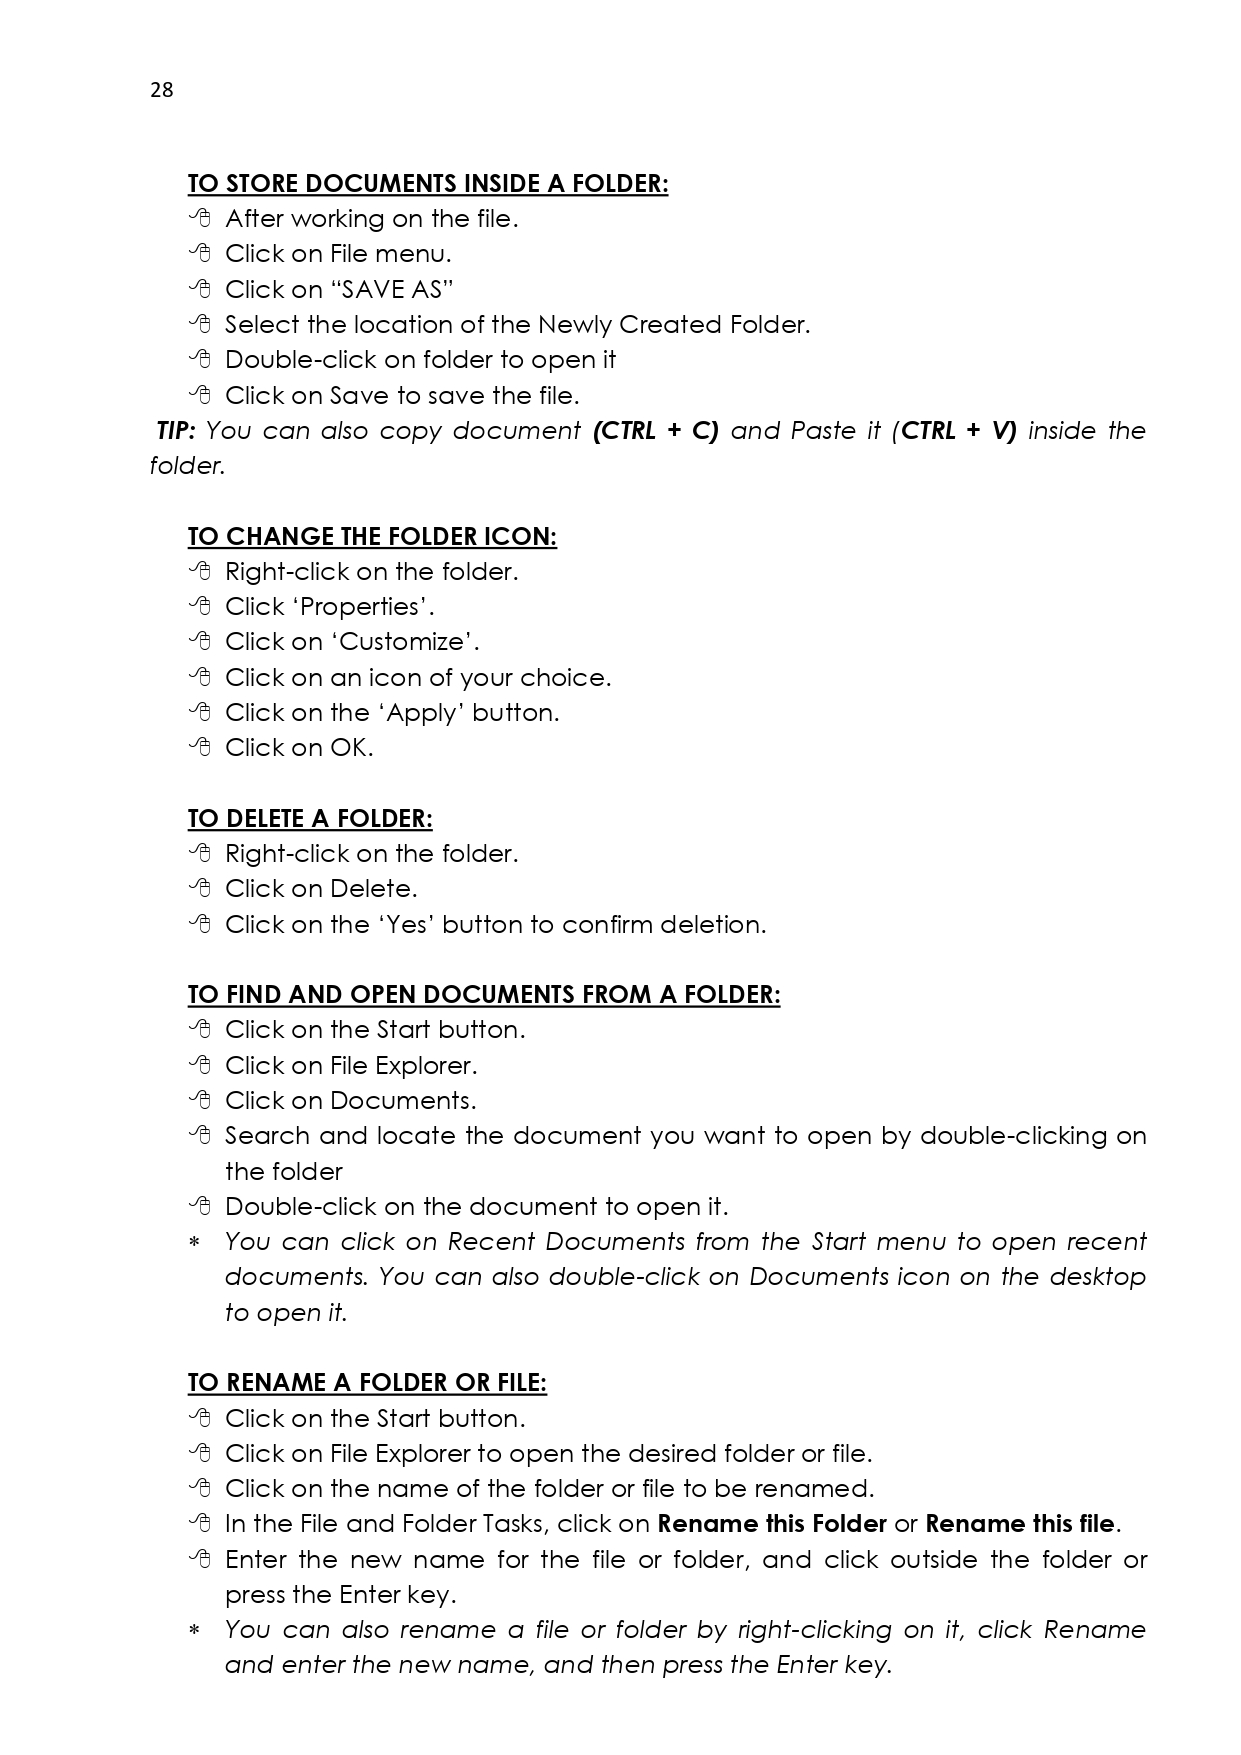 28
TO STORE DOCUMENTS INSIDE A FOLDER:
After working on the file.
Click on File menu.
Click on “SAVE AS”
Select the location of the Newly Created Folder.
Double-click on folder to open it
Click on Save to save the file.
TIP: You can also copy document (CTRL + C) and Paste it (CTRL + V) inside the
folder.
TO CHANGE THE FOLDER ICON:
Right-click on the folder.
Click ‘Properties’.
Click on ‘Customize’.
Click on an icon of your choice.
Click on the ‘Apply’ button.
Click on OK.
TO DELETE A FOLDER:
Right-click on the folder.
Click on Delete.
Click on the ‘Yes’ button to confirm deletion.
TO FIND AND OPEN DOCUMENTS FROM A FOLDER:
Click on the Start button.
Click on File Explorer.
Click on Documents.
Search and locate the document you want to open by double-clicking on
the folder
Double-click on the document to open it.
* You can click on Recent Documents from the Start menu to open recent
documents. You can also double-click on Documents icon on the desktop
to open it.
TO RENAME A FOLDER OR FILE:
Click on the Start button.
Click on File Explorer to open the desired folder or file.
Click on the name of the folder or file to be renamed.
In the File and Folder Tasks, click on Rename this Folder or Rename this file.
Enter the new name for the file or folder, and click outside the folder or
press the Enter key.
* You can also rename a file or folder by right-clicking on it, click Rename
and enter the new name, and then press the Enter key.